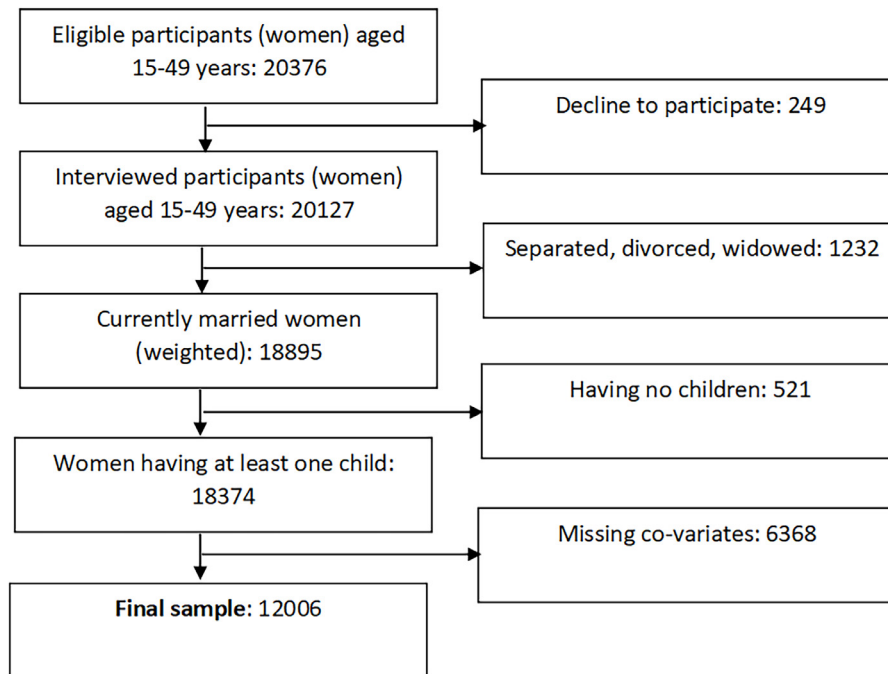 Eligible participants (women) aged
15-49 years: 20376
Decline to participate: 249
Interviewed participants (women)
aged 15-49 years: 20127
Separated, divorced, widowed: 1232
Currently married women
(weighted): 18895
Having no children: 521
Women having at least one child:
18374
Missing co-variates: 6368
Final sample: 12006